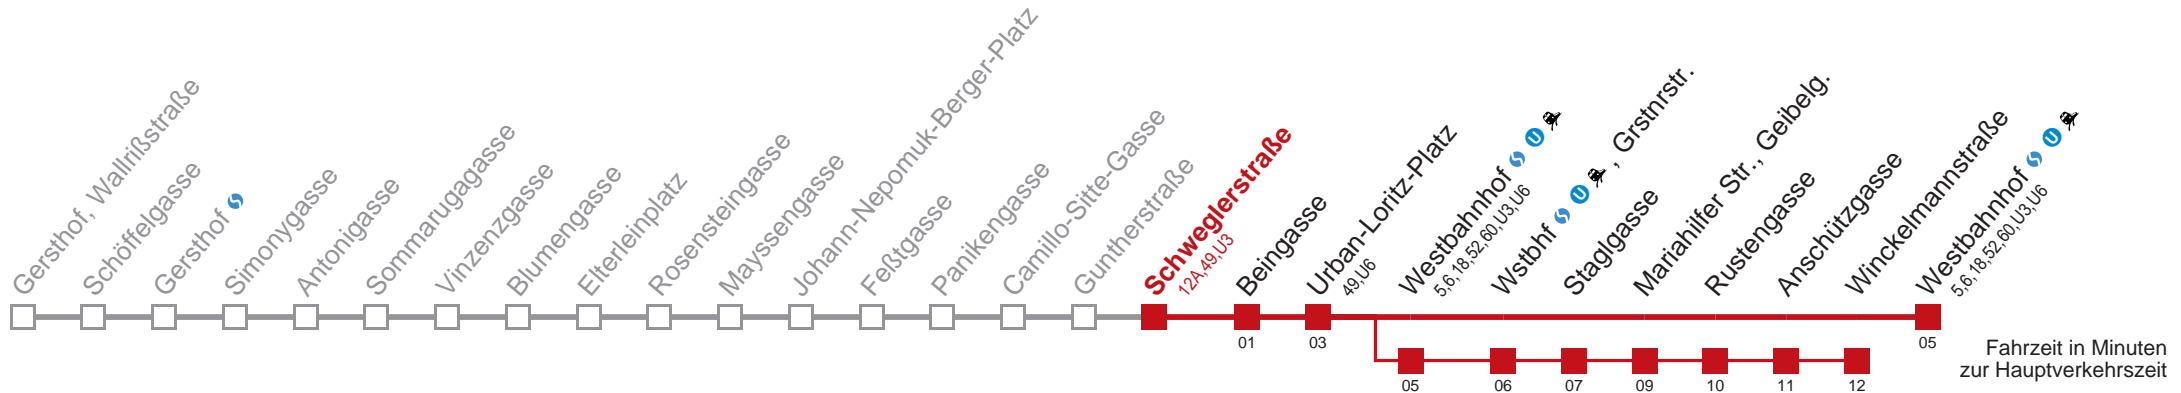 Gersthof, Wallrißstraße
Schöffelgasse
Gersthof S
Simonygasse
Antonigasse
Sommarugagasse
Vinzenzgasse
Blumengasse
Elterleinplatz
Rosensteingasse
Mayssengasse
Johann-Nepomuk-Berger-Platz
Feßtgasse
Panikengasse
Camillo-Sitte-Gasse
Guntherstraße
Schweglerstraße
12A,49,U3
Beingasse
Urban-Loritz-Platz
49,U6
Westbahnhof S U
5,6,18,52,60,U3,U6
Wstbhf S U , Grstnrstr.
Staglgasse
Mariahilfer Str., Geibelg.
Rustengasse
Anschützgasse
Winckelmannstraße
Westbahnhof S U
5,6,18,52,60,U3,U6
01
03
05
05
06
07
09
10
11
12
Fahrzeit in Minuten
zur Hauptverkehrszeit